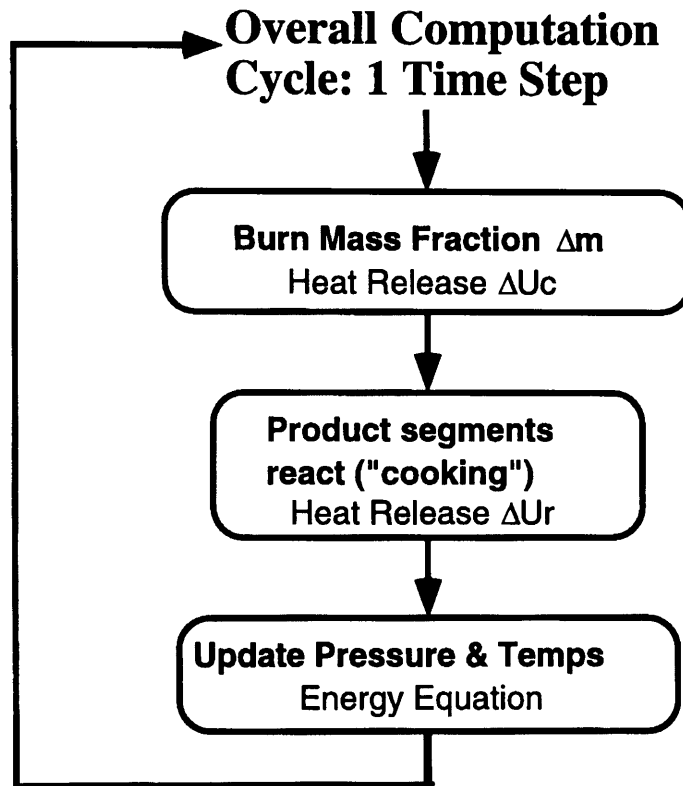 Overall Computation
Cycle: 1 Time Step
Burn Mass Fraction Δm
Heat Release ΔUc
Product segments
react ("cooking")
Heat Release ΔUr
Update Pressure & Temps
Energy Equation